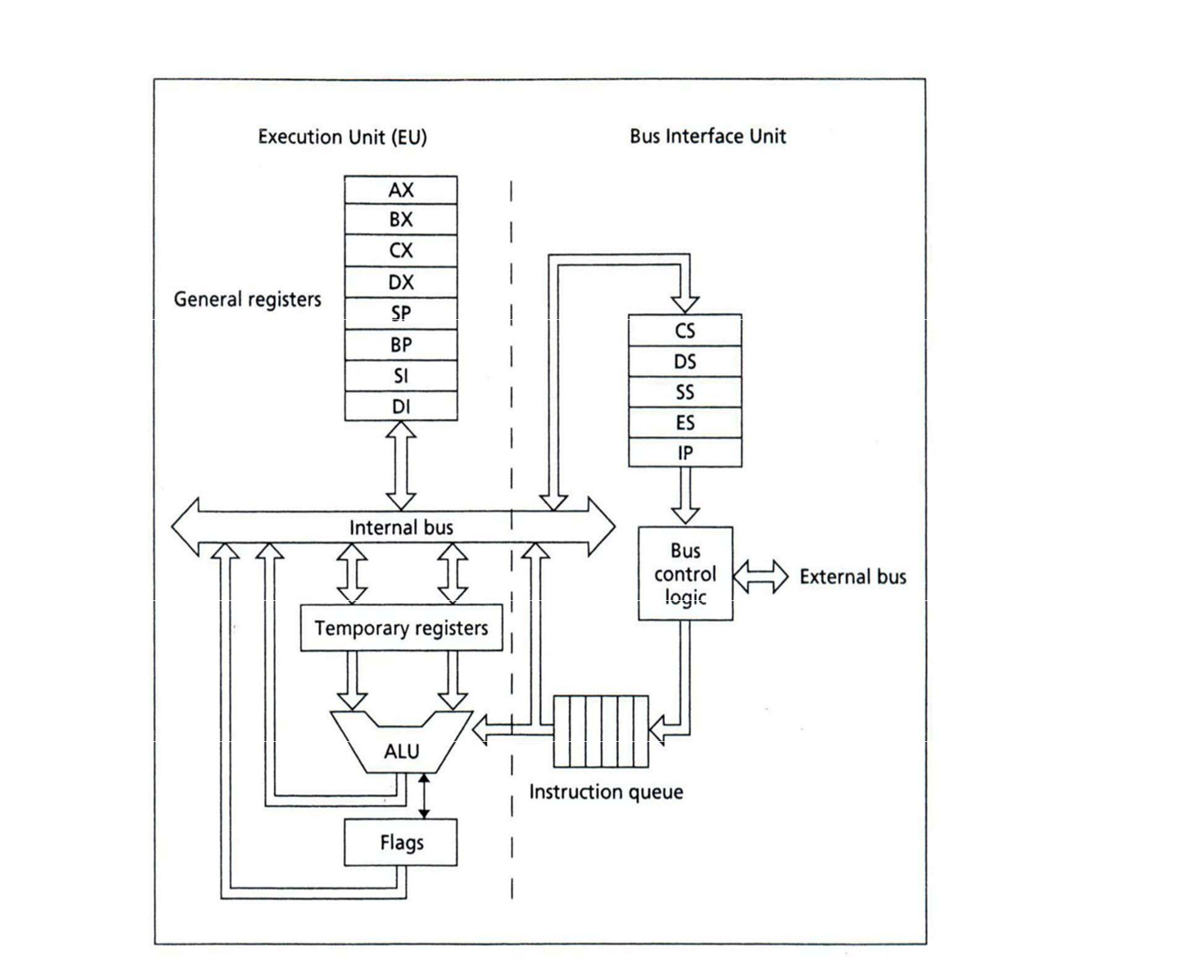 Execution Unit (EU)
Bus Interface Unit
General registers
AX
BX
CX
DX
SP
BP
SI
DI
CS
DS
SS
ES
IP
Internal bus
Bus
control
logic
External bus
Temporary registers
ALU
Instruction queue
Flags